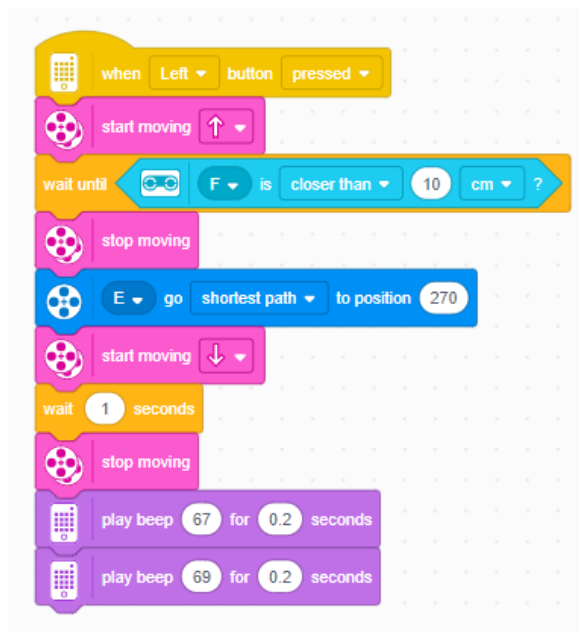 when Left button pressed
start moving
wait until F is closer than 10 cm ?
stop moving
E go shortest path to position 270
start moving
wait 1 seconds
stop moving
play beep 67 for 0.2 seconds
play beep 69 for 0.2 seconds